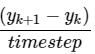 (y_{k+1} − y_k)
timestep